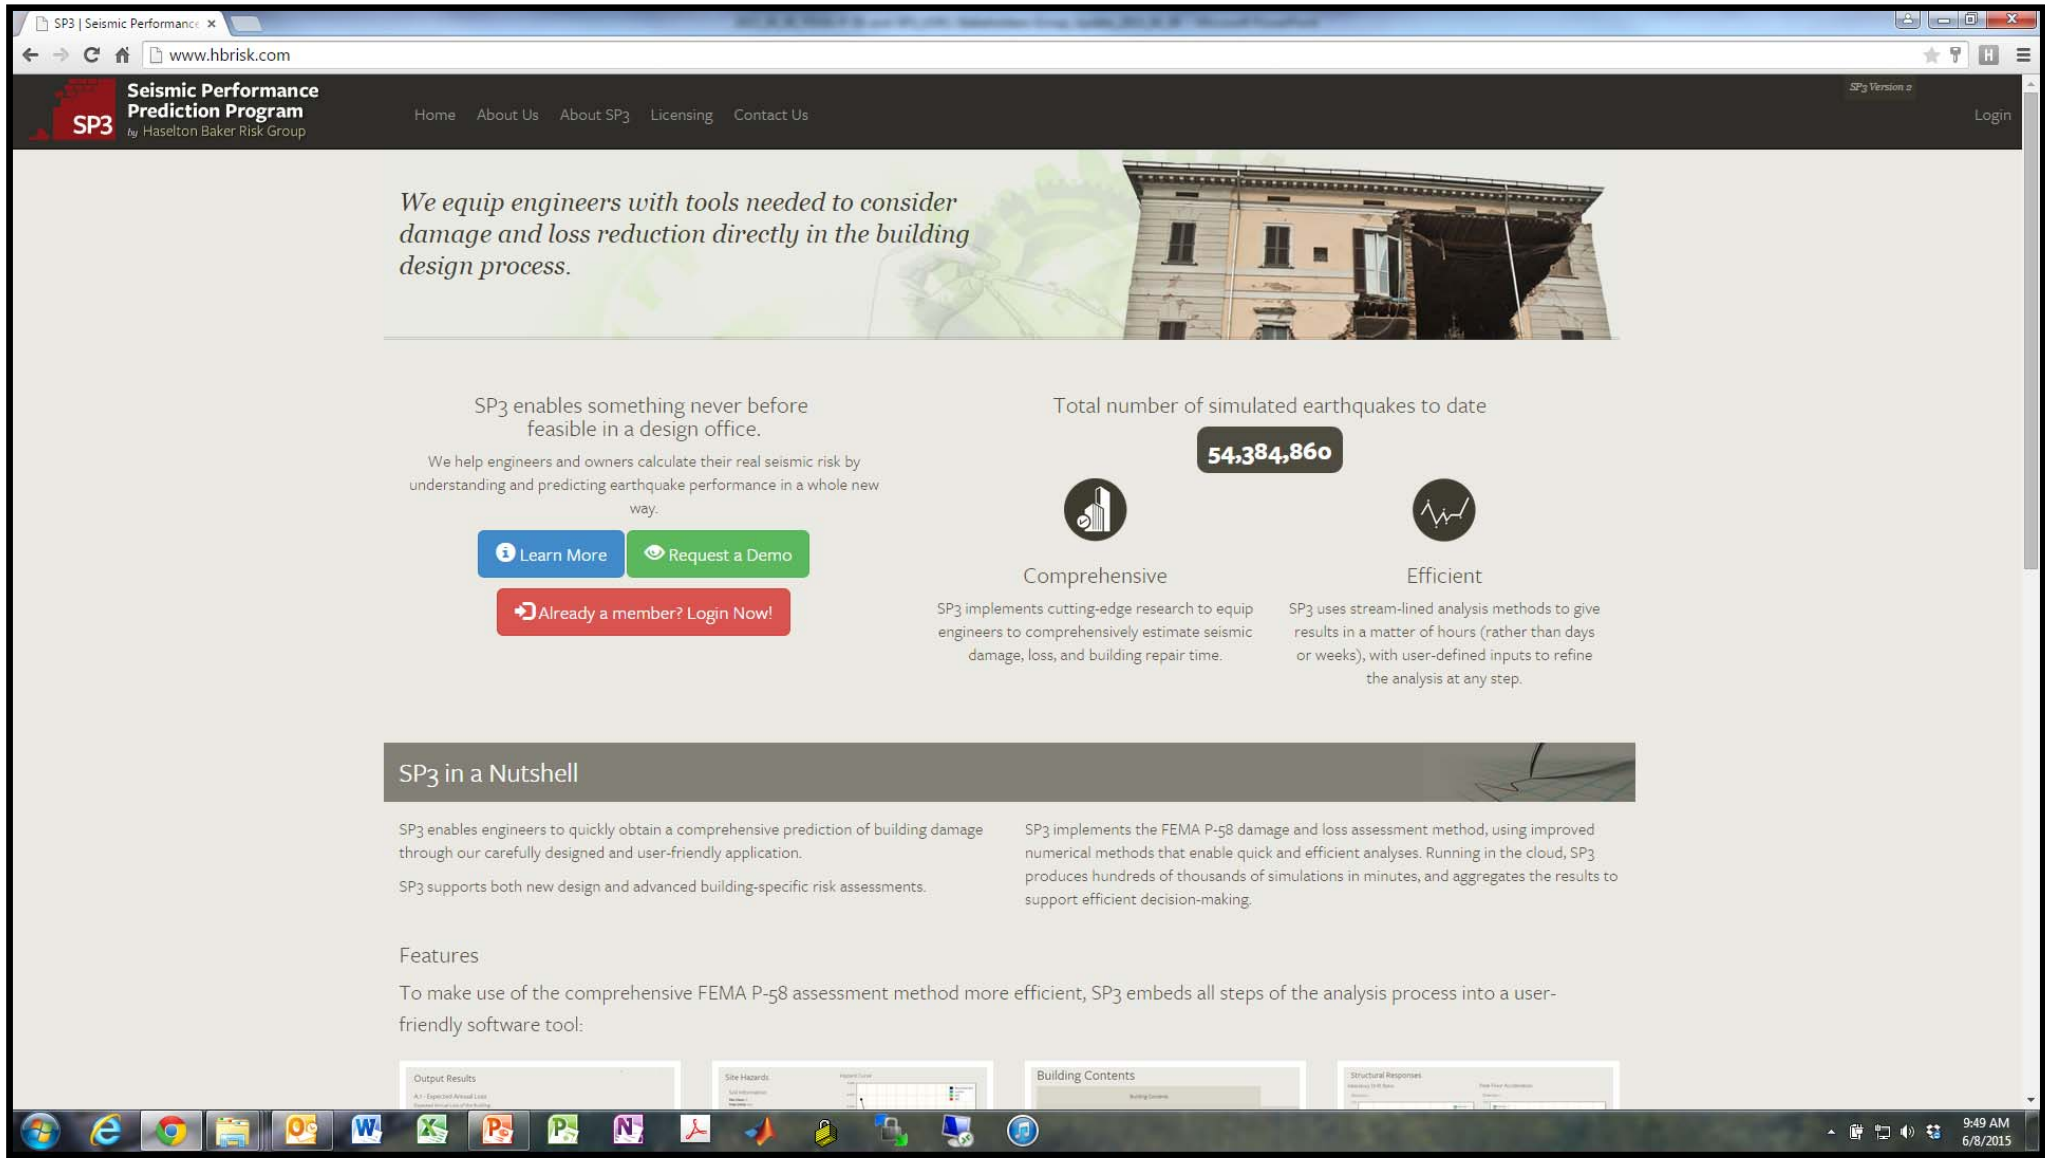 SP3 | Seismic Performance
www.hbrisk.com
SP3
Seismic Performance
Prediction Program
by Haselton Baker Risk Group
Home About Us About SP3 Licensing Contact Us
SP3 Version 2
Login
We equip engineers with tools needed to consider
damage and loss reduction directly in the building
design process.
SP3 enables something never before
feasible in a design office.
We help engineers and owners calculate their real seismic risk by
understanding and predicting earthquake performance in a whole new
way.
Learn More
Request a Demo
Already a member? Login Now!
Total number of simulated earthquakes to date
54,384,860
Comprehensive
SP3 implements cutting-edge research to equip
engineers to comprehensively estimate seismic
damage, loss, and building repair time.
Efficient
SP3 uses stream-lined analysis methods to give
results in a matter of hours (rather than days
or weeks), with user-defined inputs to refine
the analysis at any step.
SP3 in a Nutshell
SP3 enables engineers to quickly obtain a comprehensive prediction of building damage
through our carefully designed and user-friendly application.
SP3 supports both new design and advanced building-specific risk assessments.
SP3 implements the FEMA P-58 damage and loss assessment method, using improved
numerical methods that enable quick and efficient analyses. Running in the cloud, SP3
produces hundreds of thousands of simulations in minutes, and aggregates the results to
support efficient decision-making.
Features
To make use of the comprehensive FEMA P-58 assessment method more efficient, SP3 embeds all steps of the analysis process into a user-
friendly software tool:
Output Results
A.1 - Expected Annual Loss
Site Hazards
Hazard Curve
Soil Information
Building Contents
Building Contents
Structural Responses
9:49 AM
6/8/2015